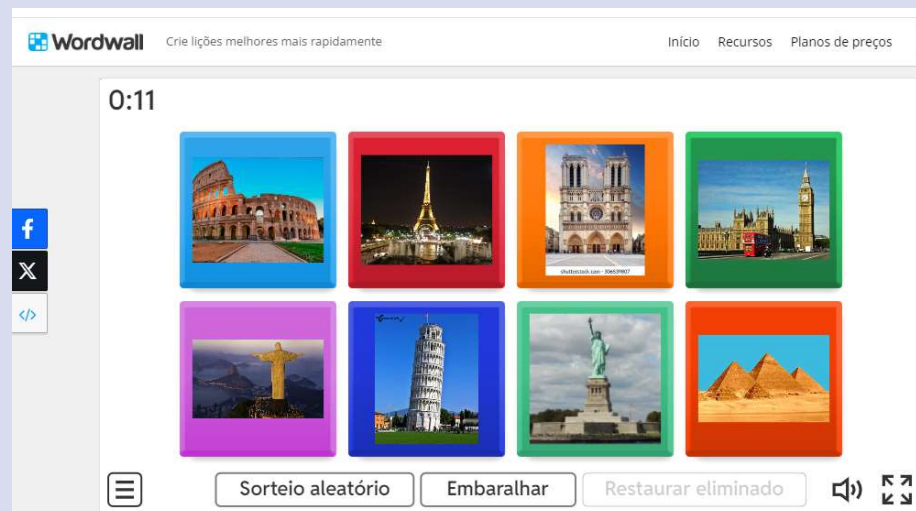 Wordwall Crie lições melhores mais rapidamente Início Recursos Planos de preços
0:11
shutterstock.com · 306539807
Sorteio aleatório Embaralhar Restaurar eliminado